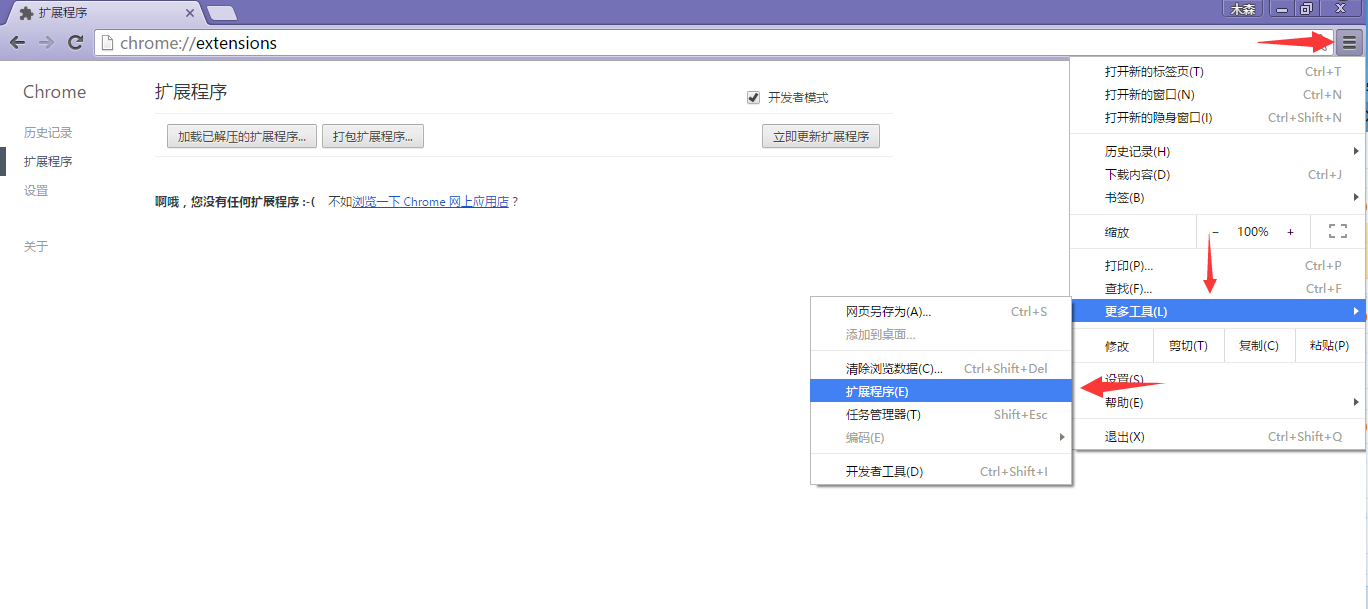 扩展程序
木森
chrome://extensions
Chrome
历史记录
扩展程序
设置
关于
扩展程序
开发者模式
加载已解压的扩展程序... 打包扩展程序... 立即更新扩展程序
啊哦，您没有任何扩展程序 :-( 不如浏览一下 Chrome 网上应用店？
打开新的标签页(T) Ctrl+T
打开新的窗口(N) Ctrl+N
打开新的隐身窗口(I) Ctrl+Shift+N
历史记录(H)
下载内容(D) Ctrl+J
书签(B)
缩放 − 100% +
打印(P)... Ctrl+P
查找(F)... Ctrl+F
更多工具(L)
修改 剪切(T) 复制(C) 粘贴(P)
设置(S)
帮助(E)
退出(X) Ctrl+Shift+Q
网页另存为(A)... Ctrl+S
添加到桌面...
清除浏览数据(C)... Ctrl+Shift+Del
扩展程序(E)
任务管理器(T) Shift+Esc
编码(E)
开发者工具(D) Ctrl+Shift+I